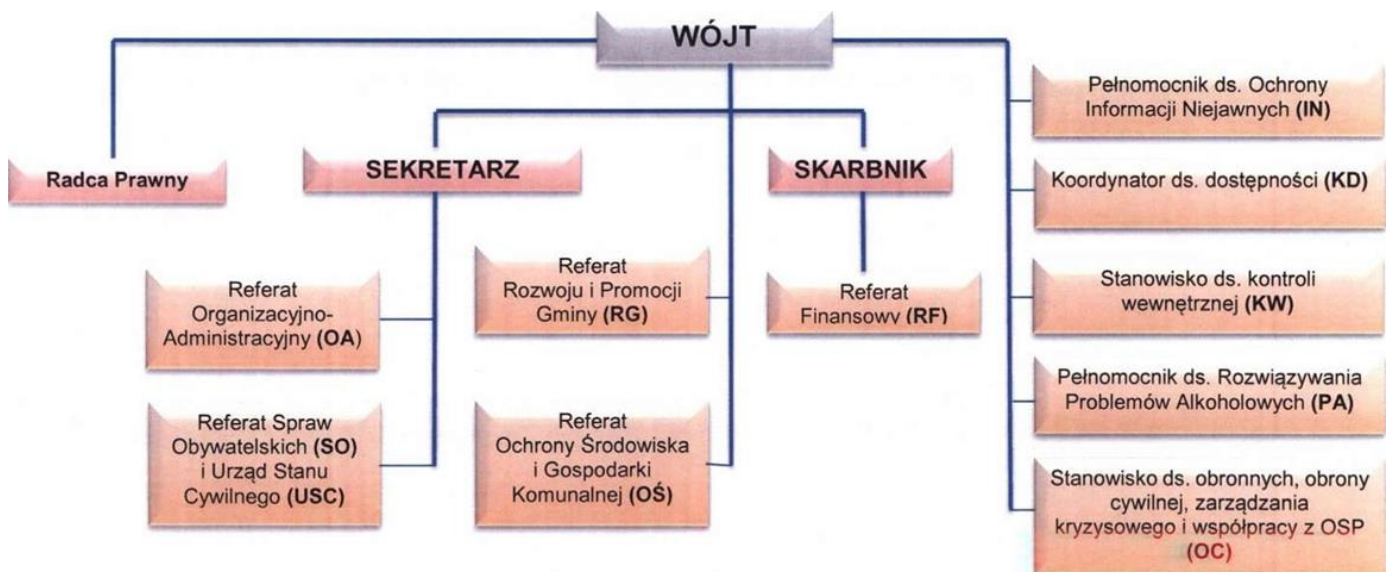 WÓJT
Radca Prawny
SEKRETARZ
SKARBNIK
Referat
Organizacyjno-
Administracyjny (OA)
Referat Spraw
Obywatelskich (SO)
i Urząd Stanu
Cywilnego (USC)
Referat
Rozwoju i Promocji
Gminy (RG)
Referat
Ochrony Środowiska
i Gospodarki
Komunalnej (OŚ)
Referat
Finansowy (RF)
Pełnomocnik ds. Ochrony
Informacji Niejawnych (IN)
Koordynator ds. dostępności (KD)
Stanowisko ds. kontroli
wewnętrznej (KW)
Pełnomocnik ds. Rozwiązywania
Problemów Alkoholowych (PA)
Stanowisko ds. obronnych, obrony
cywilnej, zarządzania
kryzysowego i współpracy z OSP
(OC)